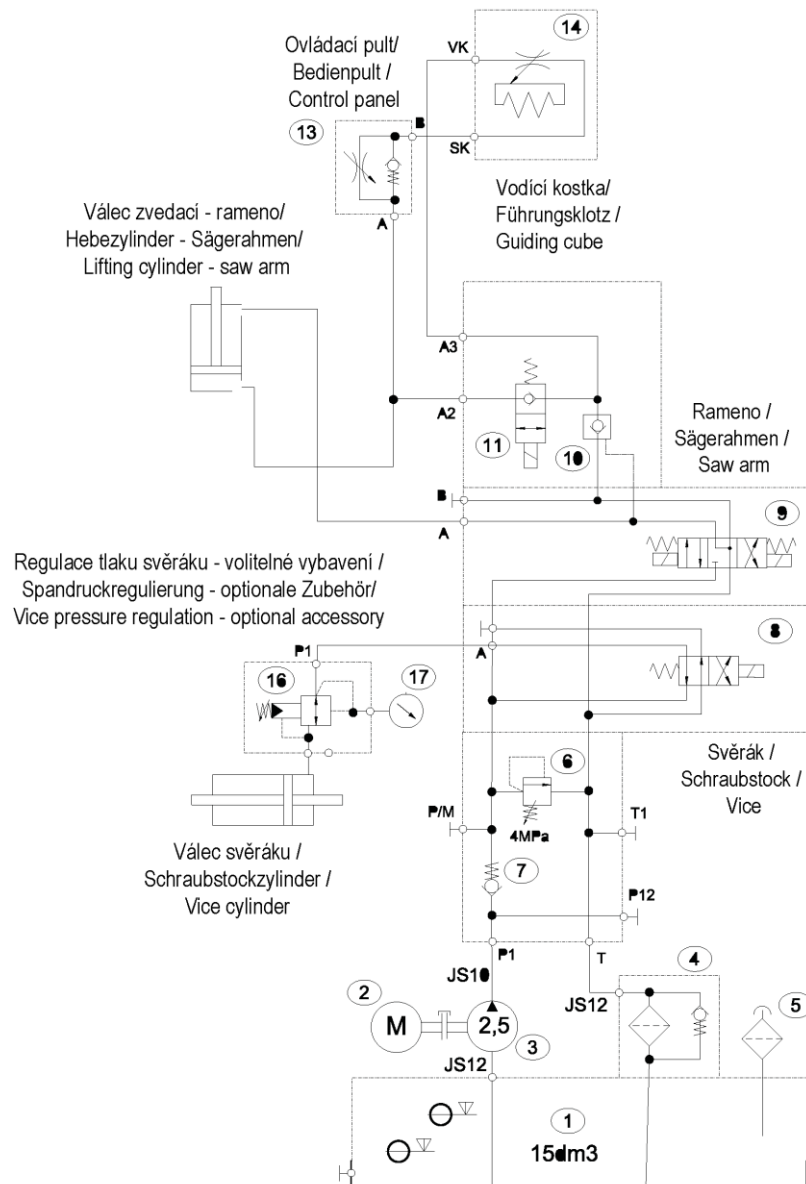 14
VK
Ovládací pult/
Bedienpult /
Control panel
13
B
SK
A
Vodící kostka/
Führungsklotz /
Guiding cube
Válec zvedací - rameno/
Hebezylinder - Sägerahmen/
Lifting cylinder - saw arm
A3
A2
11
10
Rameno /
Sägerahmen /
Saw arm
B
A
9
Regulace tlaku svěráku - volitelné vybavení /
Spandruckregulierung - optionale Zubehör/
Vice pressure regulation - optional accessory
8
A
P1
16
17
6
Svěrák /
Schraubstock /
Vice
P/M
4MPa
T1
Válec svěráku /
Schraubstockzylinder /
Vice cylinder
7
P12
P1
T
JS10
4
2
M
2,5
3
JS12
5
JS12
1
15dm3